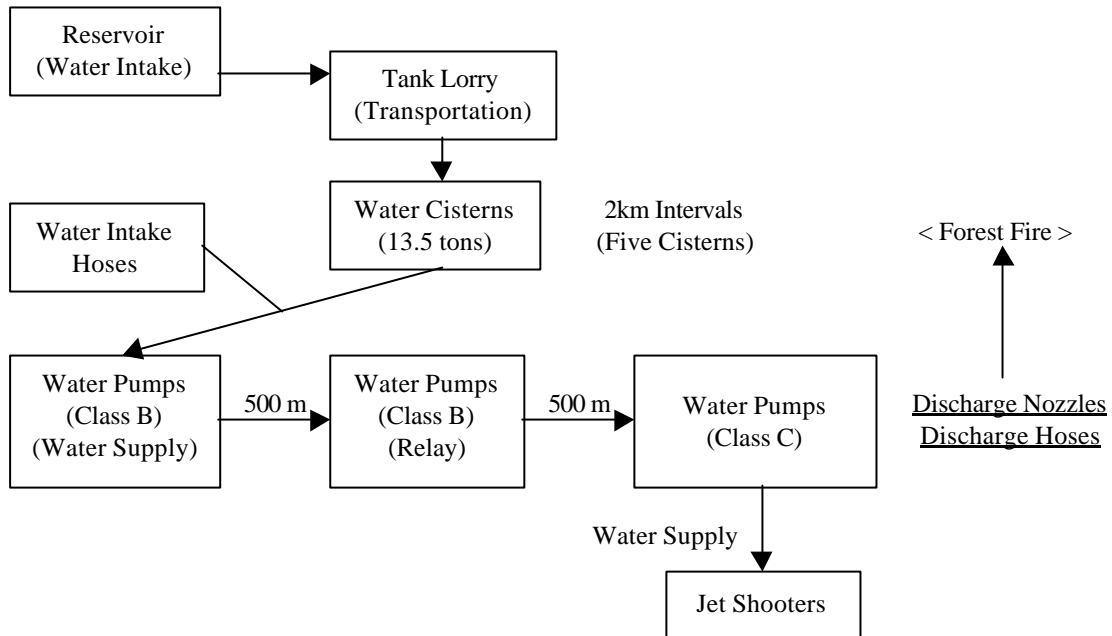 Reservoir
(Water Intake)
Tank Lorry
(Transportation)
Water Cisterns
(13.5 tons)
2km Intervals
(Five Cisterns)
Water Intake
Hoses
< Forest Fire >
Water Pumps
(Class B)
(Water Supply)
500 m
Water Pumps
(Class B)
(Relay)
500 m
Water Pumps
(Class C)
Discharge Nozzles
Discharge Hoses
Water Supply
Jet Shooters